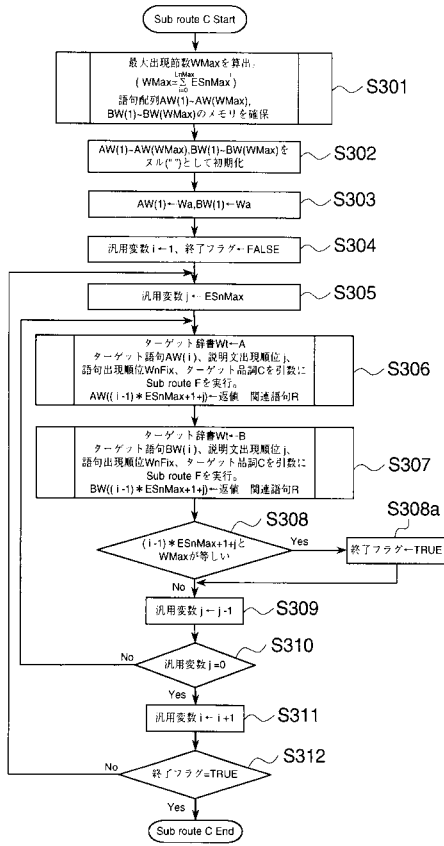 Sub route C Start
最大出現節数WMaxを算出;
LnMax
( WMax=Σ ESnMax^i )
i=0
語句配列AW(1)~AW(WMax),
BW(1)~BW(WMax)のメモリを確保
S301
AW(1)~AW(WMax),BW(1)~BW(WMax)を
ヌル("")として初期化
S302
AW(1)←Wa,BW(1)←Wa
S303
汎用変数 i ←1、終了フラグ←FALSE
S304
汎用変数 j ← ESnMax
S305
ターゲット辞書Wt←A
ターゲット語句AW( i )、説明文出現順位 j、
語句出現順位WnFix、ターゲット品詞Cを引数に
Sub route Fを実行。
AW(( i -1)*ESnMax+1+j)←返値 関連語句R
S306
ターゲット辞書Wt←B
ターゲット語句BW( i )、説明文出現順位 j、
語句出現順位WnFix、ターゲット品詞Cを引数に
Sub route Fを実行。
BW(( i -1)*ESnMax+1+j)←返値 関連語句R
S307
S308
( i -1)*ESnMax+1+jと
WMaxが等しい
Yes
S308a
終了フラグ←TRUE
No
汎用変数 j ← j -1
S309
S310
汎用変数 j =0
No
Yes
汎用変数 i ← i +1
S311
S312
終了フラグ=TRUE
No
Yes
Sub route C End